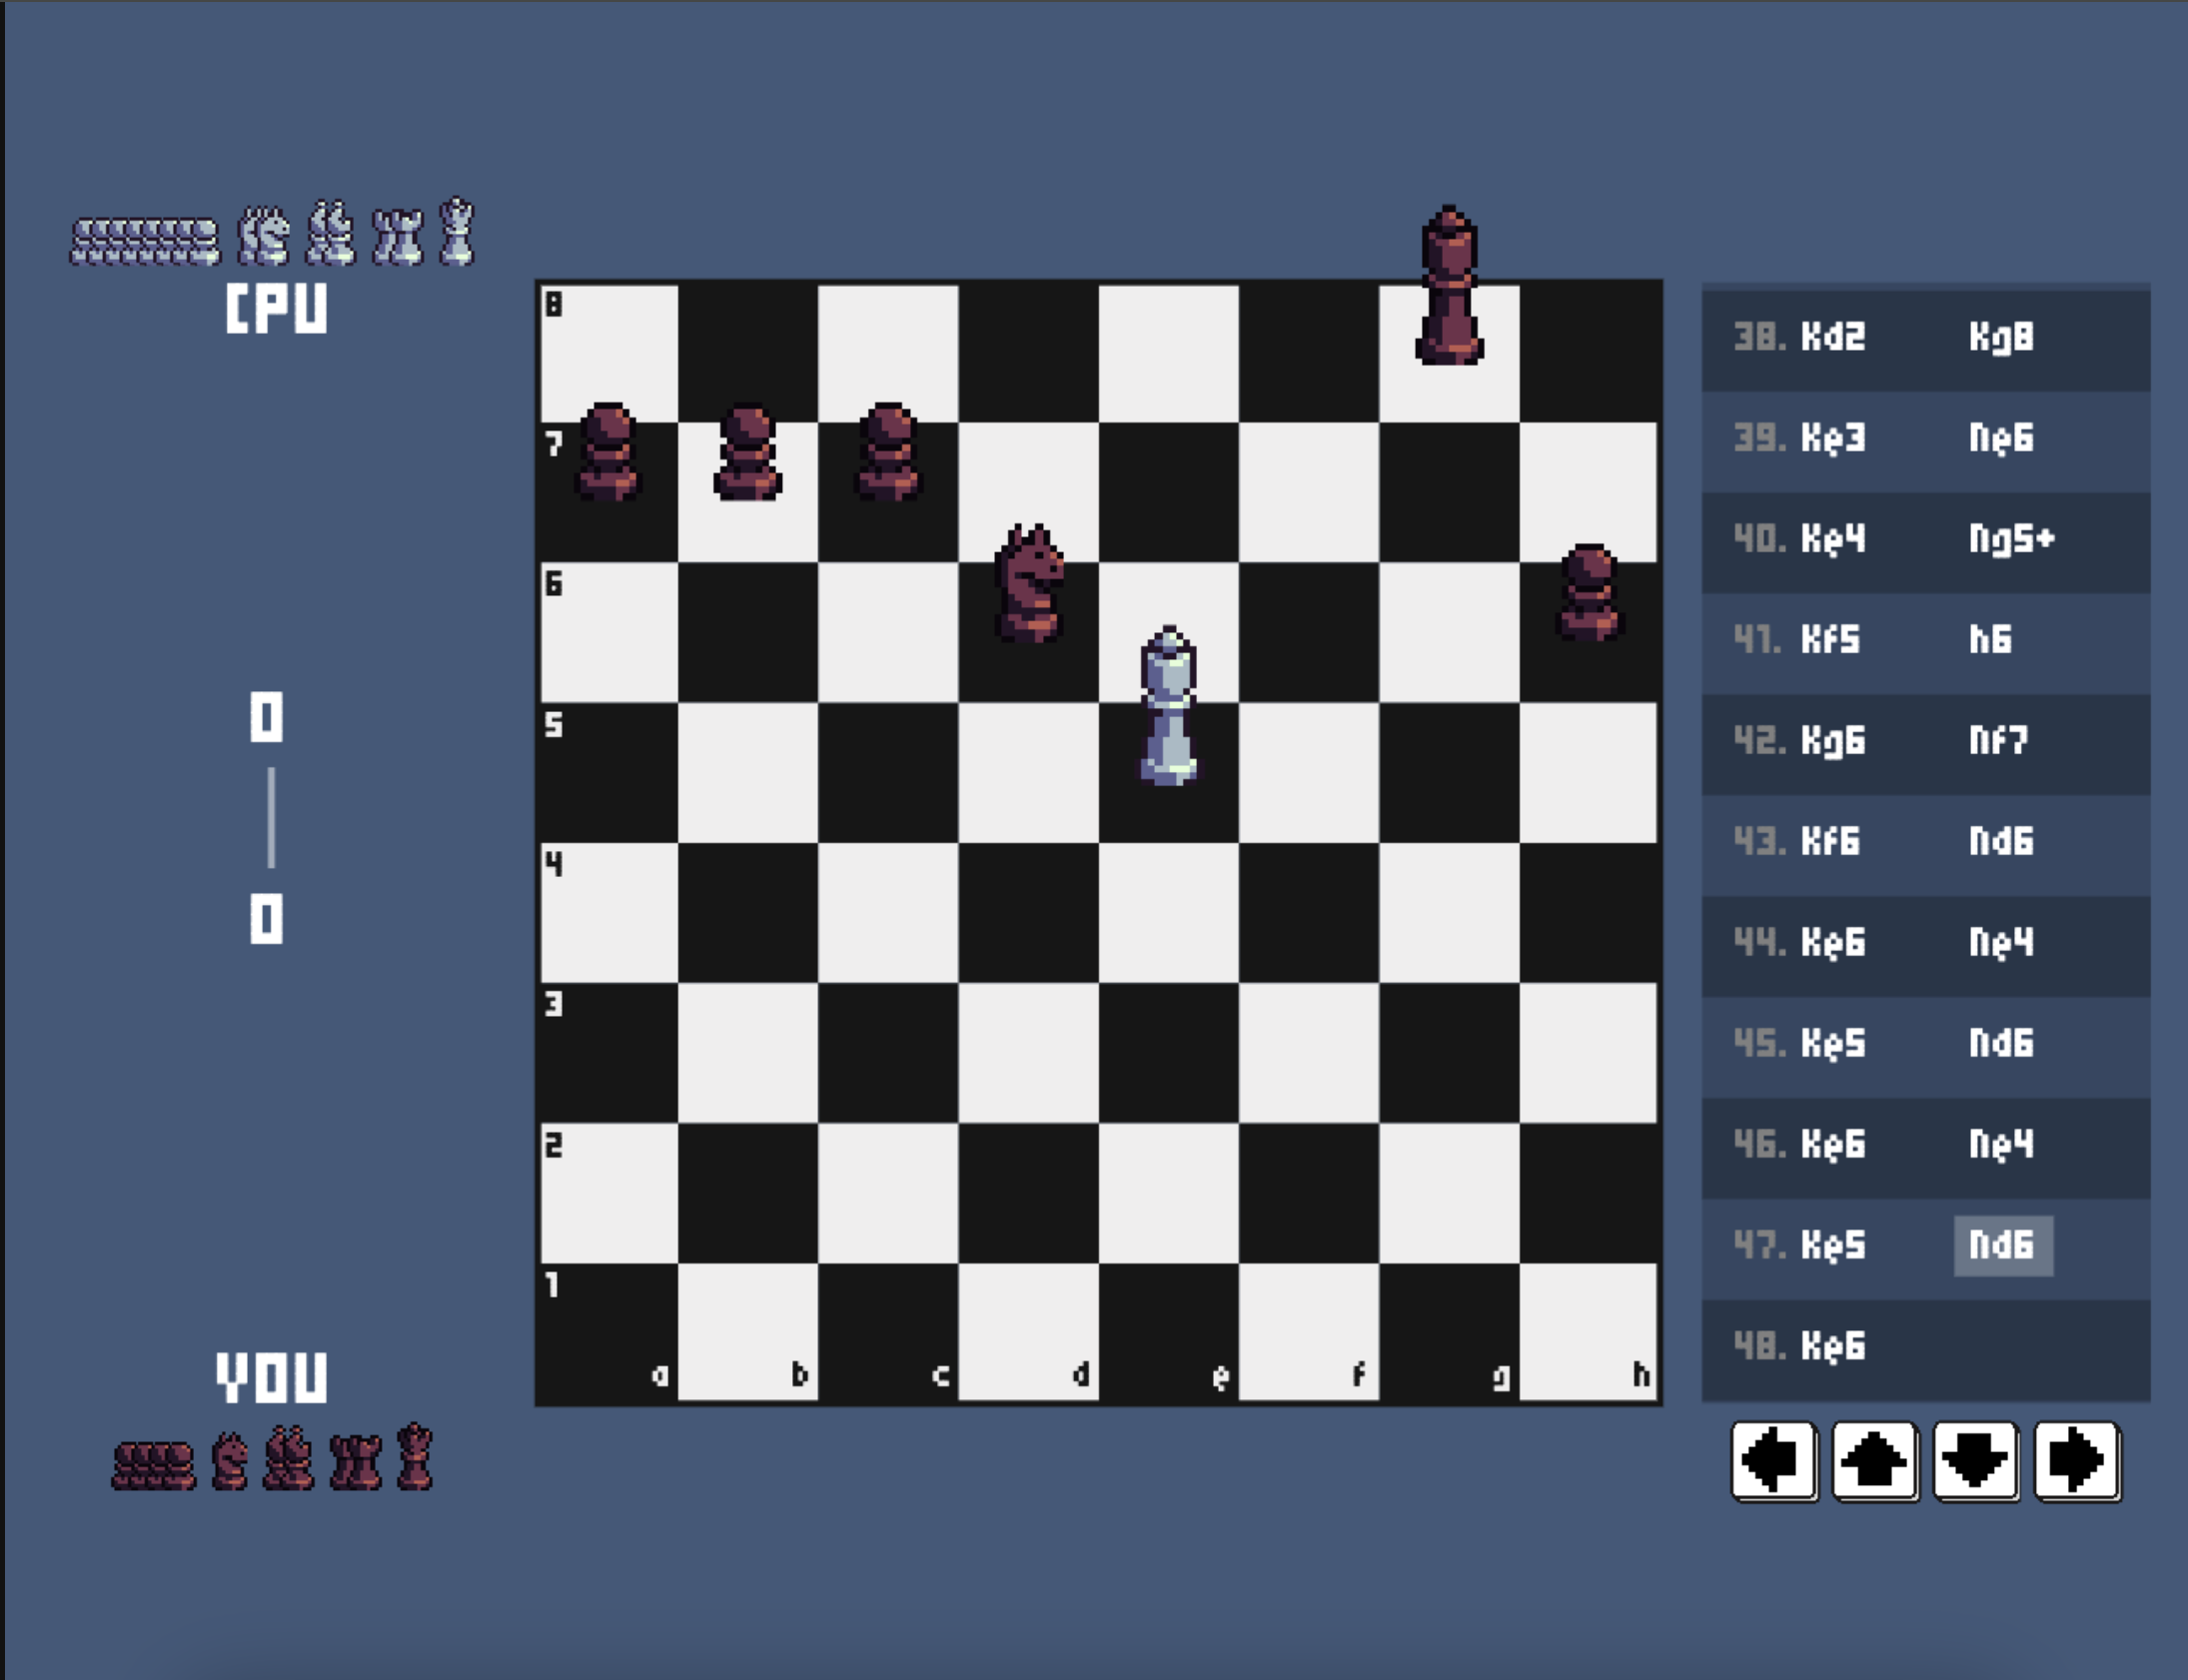 CPU
0
0
YOU
8
7
6
5
4
3
2
1
a b c d e f g h
38. Kd2 Kg8
39. Ke3 Ne6
40. Ke4 Ng5+
41. Kf5 h6
42. Kg6 Nf7
43. Kf6 Nd6
44. Ke6 Ne4
45. Ke5 Nd6
46. Ke6 Ne4
47. Ke5 Nd6
48. Ke6